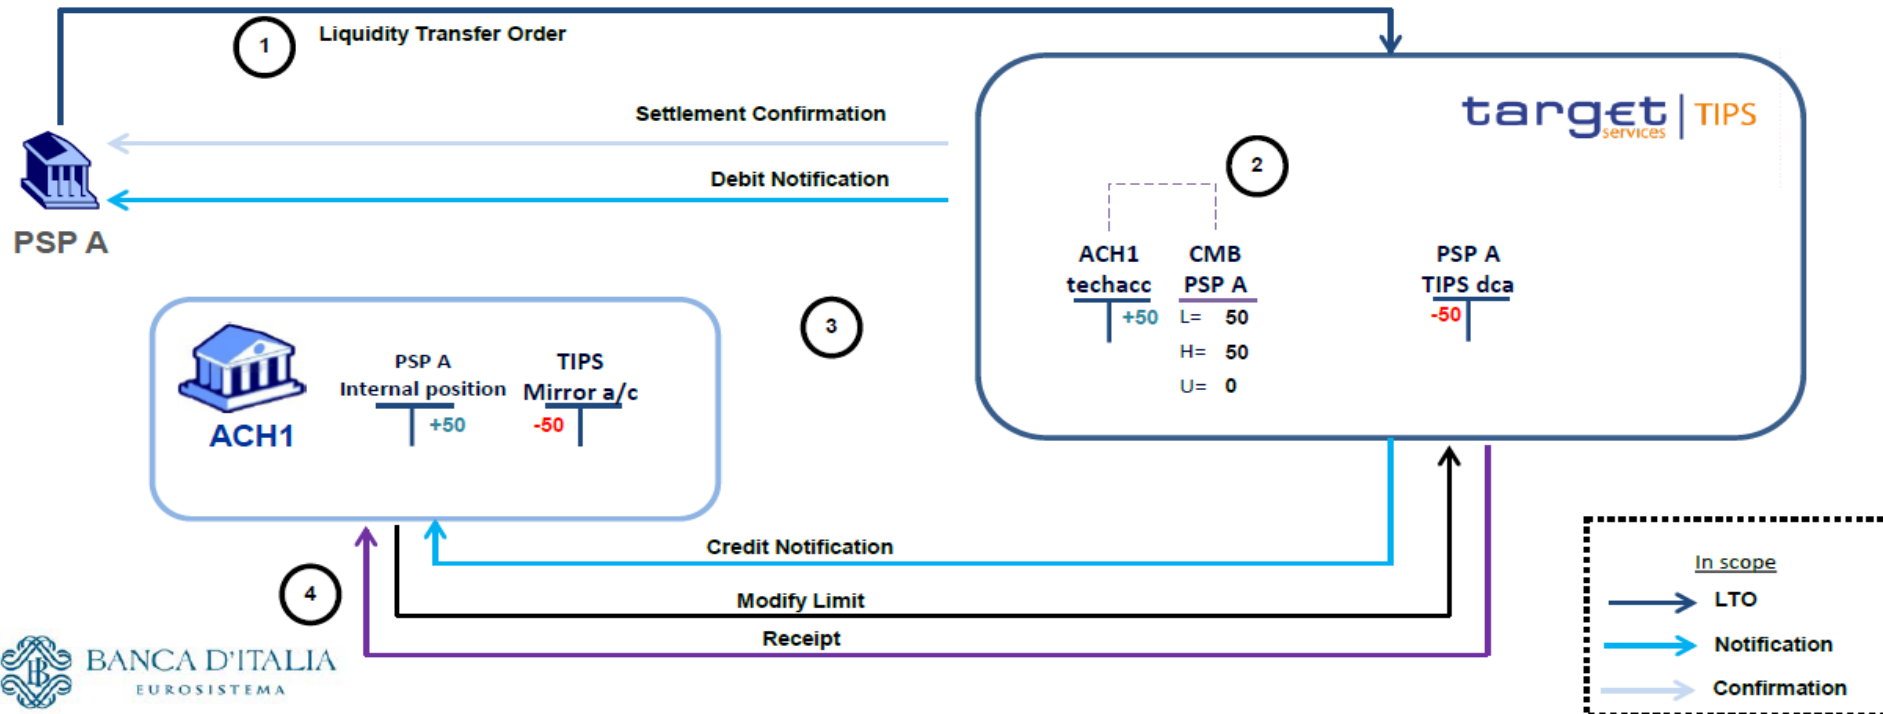 1
Liquidity Transfer Order
Settlement Confirmation
Debit Notification
PSP A
target
services
TIPS
2
ACH1
techacc
+50
CMB
PSP A
L= 50
H= 50
U= 0
PSP A
TIPS dca
-50
3
ACH1
PSP A
Internal position
+50
TIPS
Mirror a/c
-50
4
Credit Notification
Modify Limit
Receipt
BANCA D'ITALIA
EUROSISTEMA
In scope
LTO
Notification
Confirmation